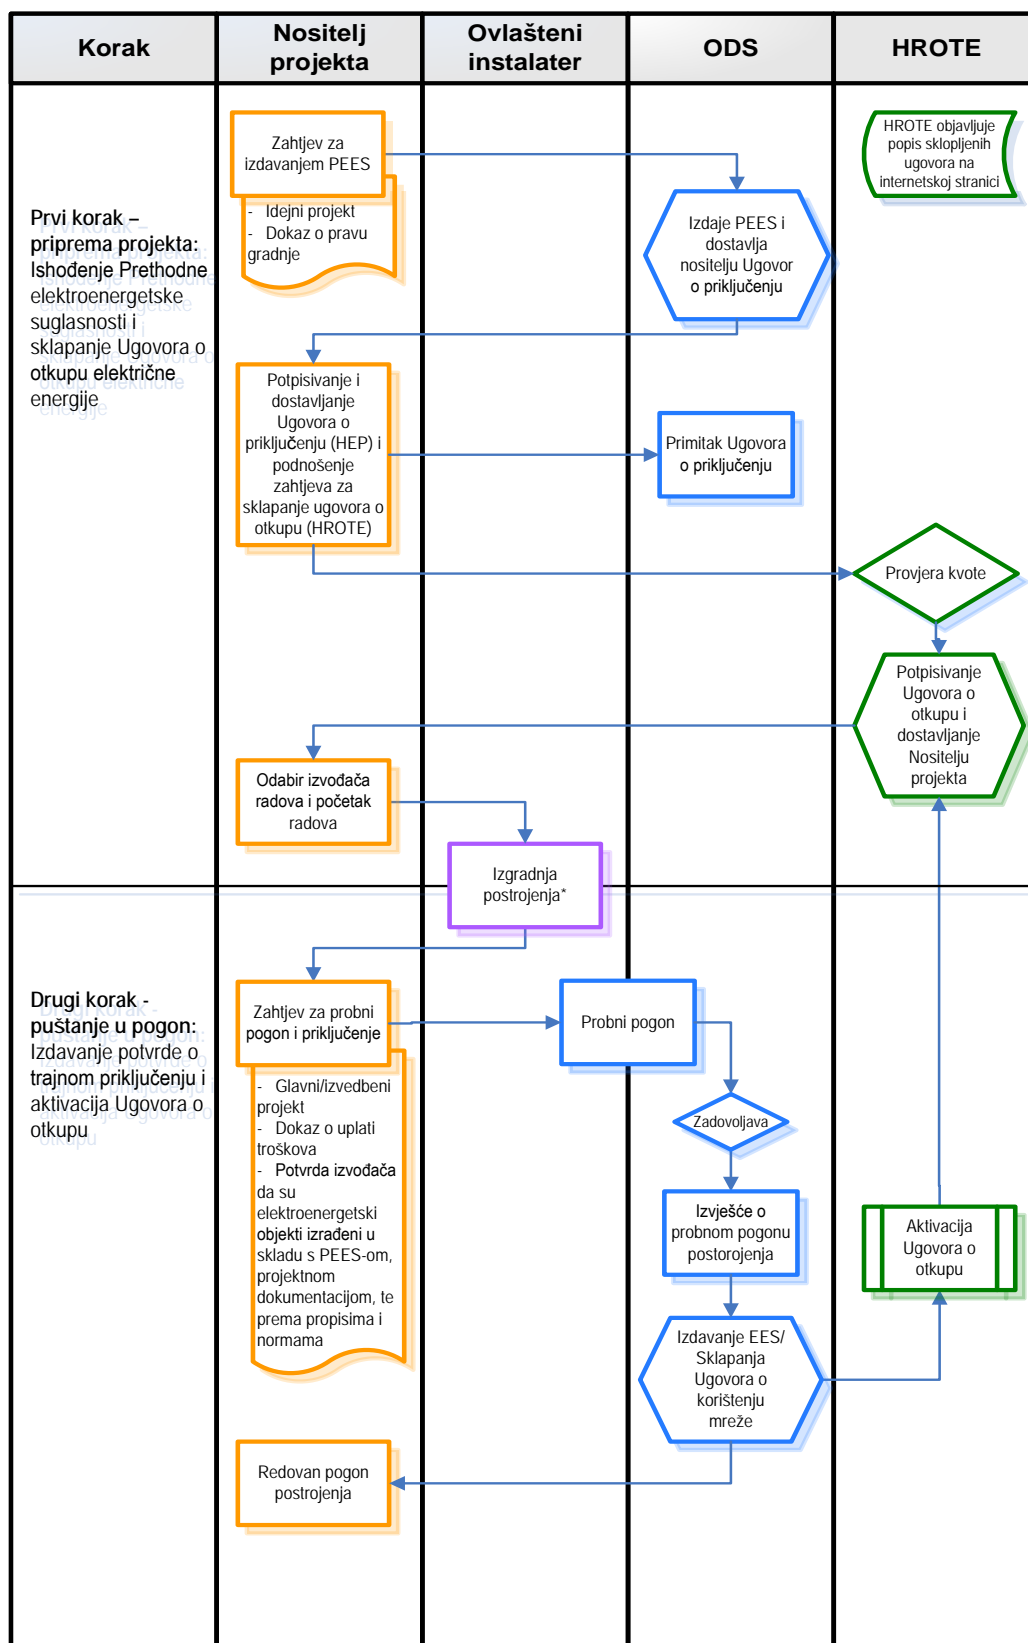 Korak
Nositelj
projekta
Ovlašteni
instalater
ODS
HROTE
Prvi korak –
priprema projekta:
Ishođenje Prethodne
elektroenergetske
suglasnosti i
sklapanje Ugovora o
otkupu električne
energije
Zahtjev za
izdavanjem PEES
- Idejni projekt
- Dokaz o pravu
gradnje
Izdaje PEES i
dostavlja
nositelju Ugovor
o priključenju
HROTE objavljuje
popis sklopljenih
ugovora na
internetskoj stranici
Potpisivanje i
dostavljanje
Ugovora o
priključenju (HEP) i
podnošenje
zahtjeva za
sklapanje ugovora o
otkupu (HROTE)
Primitak Ugovora
o priključenju
Provjera kvote
Potpisivanje
Ugovora o
otkupu i
dostavljanje
Nositelju
projekta
Odabir izvođača
radova i početak
radova
Izgradnja
postrojenja*
Drugi korak -
puštanje u pogon:
Izdavanje potvrde o
trajnom priključenju i
aktivacija Ugovora o
otkupu
Zahtjev za probni
pogon i priključenje
- Glavni/izvedbeni
projekt
- Dokaz o uplati
troškova
- Potvrda izvođača
da su
elektroenergetski
objekti izrađeni u
skladu s PEES-om,
projektnom
dokumentacijom, te
prema propisima i
normama
Probni pogon
Zadovoljava
Izvješće o
probnom pogonu
postorojenja
Aktivacija
Ugovora o
otkupu
Izdavanje EES/
Sklapanja
Ugovora o
korištenju
mreže
Redovan pogon
postrojenja